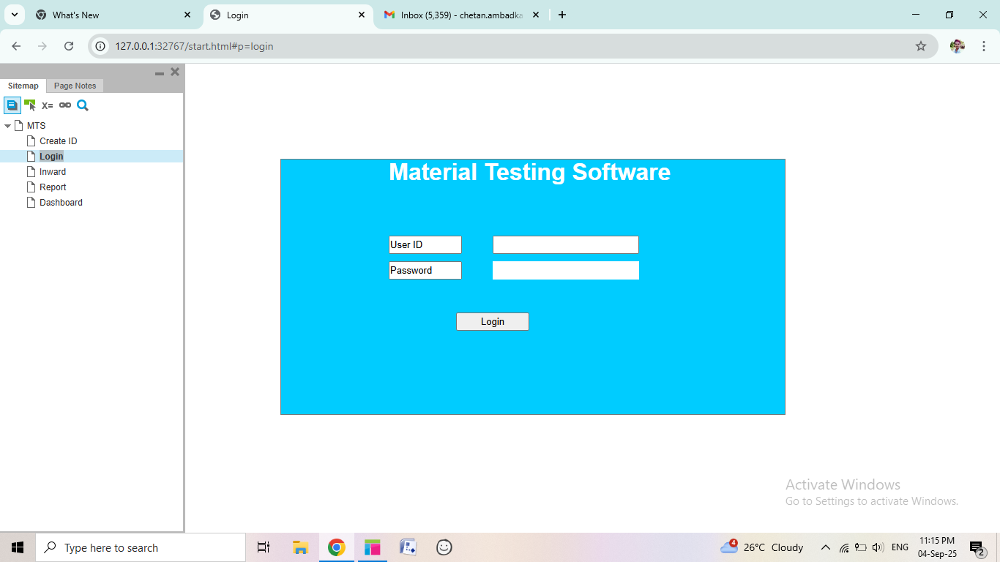 What's New
Login
Inbox (5,359) - chetan.ambadka
127.0.0.1:32767/start.html#p=login
Sitemap
Page Notes
X=
MTS
Create ID
Login
Inward
Report
Dashboard
Material Testing Software
User ID
Password
Login
Activate Windows
Go to Settings to activate Windows.
Type here to search
4
26°C Cloudy
ENG
11:15 PM
04-Sep-25
2